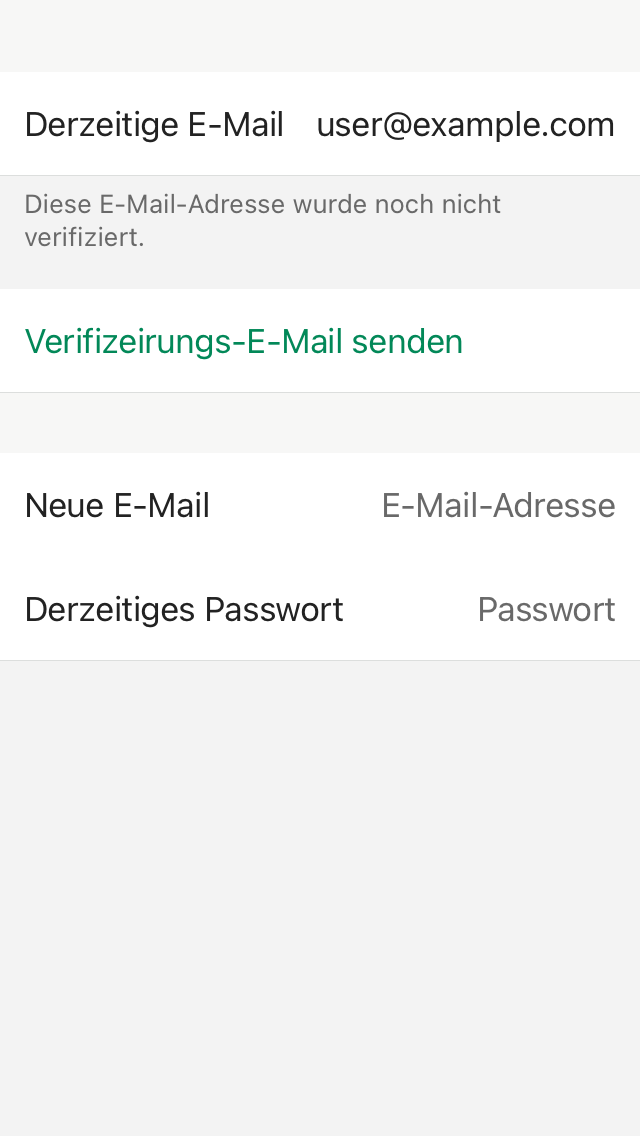 Derzeitige E-Mail user@example.com
Diese E-Mail-Adresse wurde noch nicht
verifiziert.
Verifizeirungs-E-Mail senden
Neue E-Mail E-Mail-Adresse
Derzeitiges Passwort Passwort